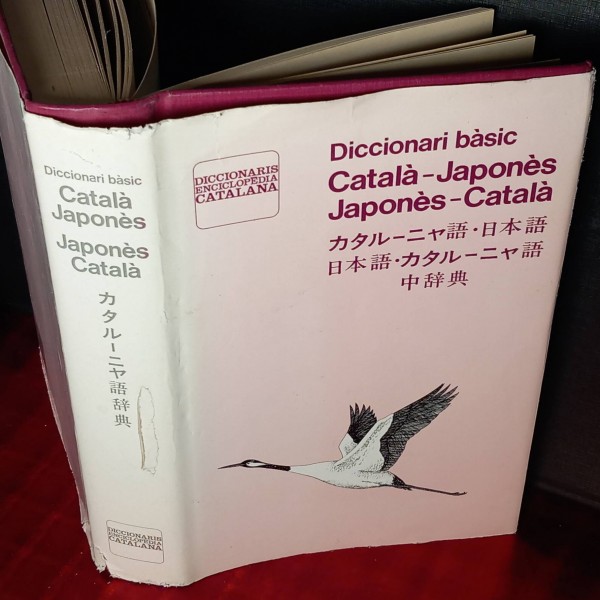 Diccionari bàsic
Català
Japonès
Japonès
Català
カタルーニャ語辞典
DICCIONARIS
ENCICLOPÈDIA
CATALANA
DICCIONARIS
ENCICLOPÈDIA
CATALANA
Diccionari bàsic
Català-Japonès
Japonès-Català
カタルーニャ語・日本語
日本語・カタルーニャ語
中辞典